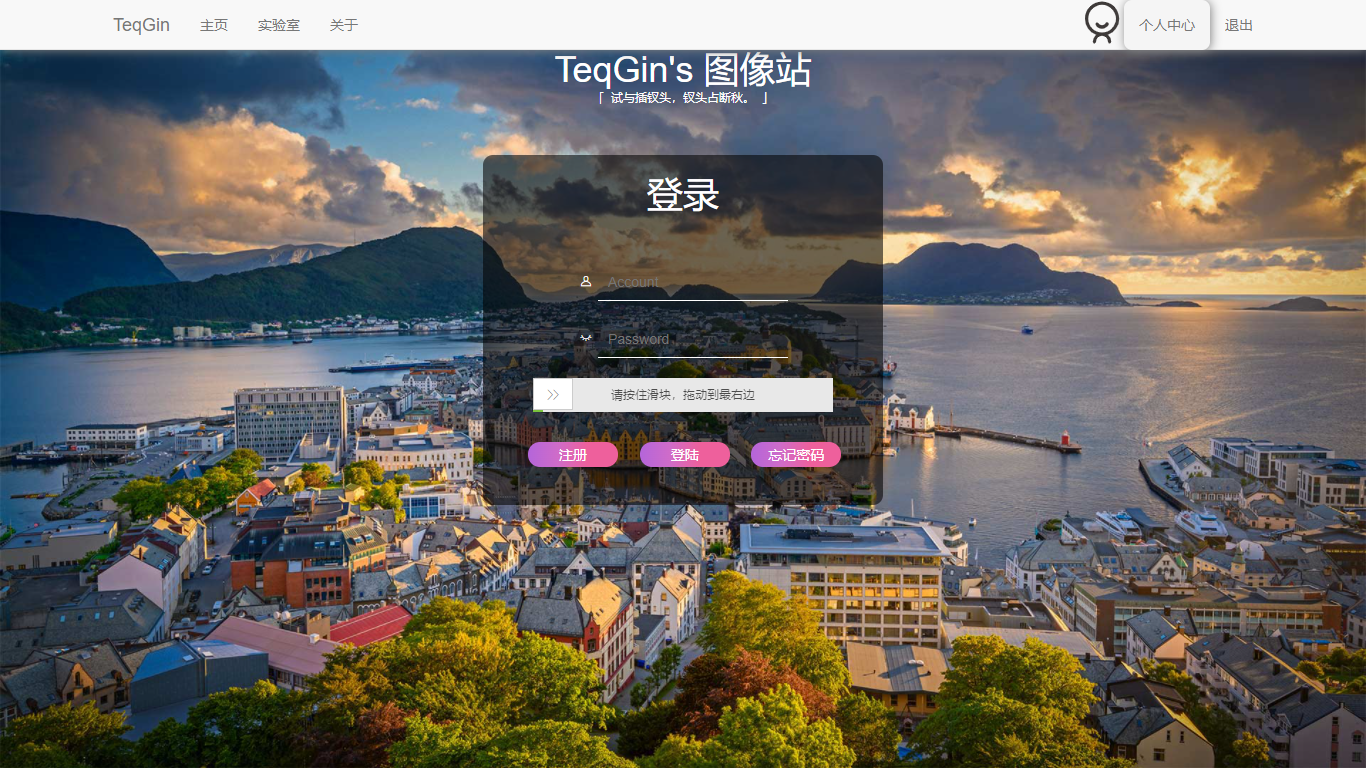 TeqGin 主页 实验室 关于 个人中心 退出
TeqGin's 图像站
「 试与插钗头，钗头占断秋。 」
登录
Account
Password
请按住滑块，拖动到最右边
注册 登陆 忘记密码